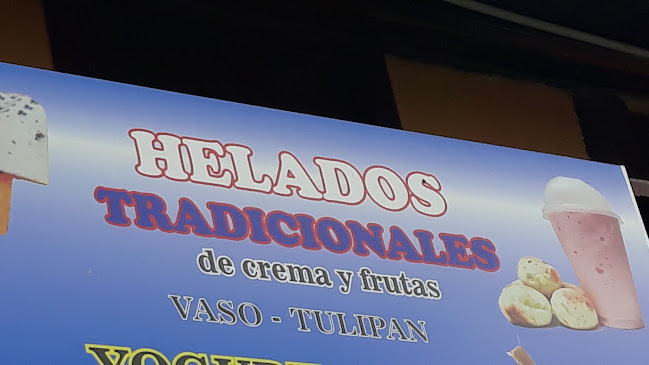 HELADOS
TRADICIONALES
de crema y frutas
VASO - TULIPAN